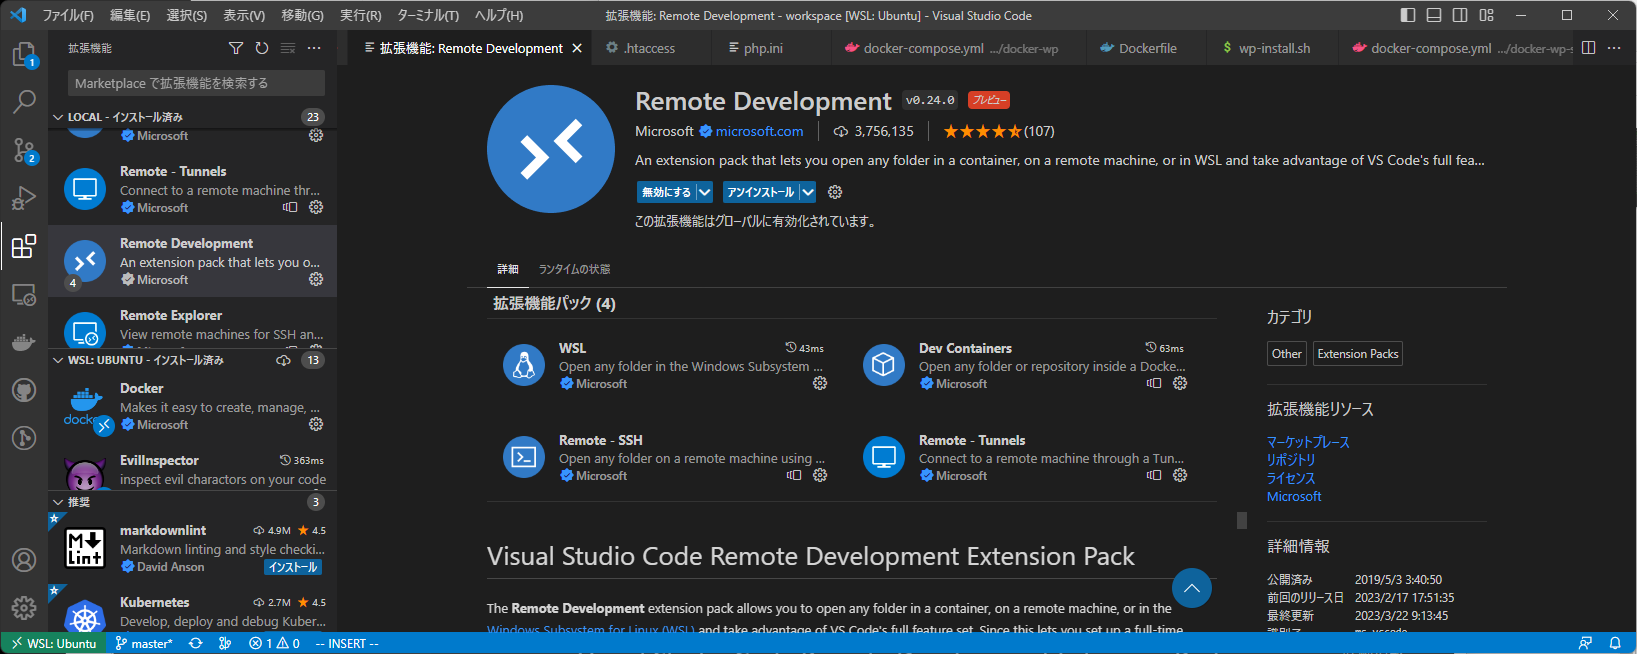 ファイル(F) 編集(E) 選択(S) 表示(V) 移動(G) 実行(R) ターミナル(T) ヘルプ(H)
拡張機能: Remote Development - workspace [WSL: Ubuntu] - Visual Studio Code
拡張機能
拡張機能: Remote Development
.htaccess
php.ini
docker-compose.yml .../docker-wp
Dockerfile
$ wp-install.sh
docker-compose.yml .../docker-wp-s
1
2
Marketplace で拡張機能を検索する
LOCAL - インストール済み 23
Microsoft
Remote - Tunnels
Connect to a remote machine thr...
Microsoft
Remote Development
An extension pack that lets you o...
4
Microsoft
Remote Explorer
View remote machines for SSH an...
WSL: UBUNTU - インストール済み 13
Docker
Makes it easy to create, manage, ...
docke
Microsoft
EvilInspector 363ms
inspect evil charactors on your code
推奨 3
M
Lint
markdownlint 4.9M 4.5
Markdown linting and style checki...
David Anson インストール
Kubernetes 2.7M 4.5
Develop, deploy and debug Kuber...
Remote Development v0.24.0 プレビュー
Microsoft microsoft.com 3,756,135 (107)
An extension pack that lets you open any folder in a container, on a remote machine, or in WSL and take advantage of VS Code's full fea...
無効にする アンインストール
この拡張機能はグローバルに有効化されています。
詳細 ランタイムの状態
拡張機能パック (4)
WSL 43ms
Open any folder in the Windows Subsystem ...
Microsoft
Dev Containers 63ms
Open any folder or repository inside a Docke...
Microsoft
Remote - SSH
Open any folder on a remote machine using ...
Microsoft
Remote - Tunnels
Connect to a remote machine through a Tun...
Microsoft
Visual Studio Code Remote Development Extension Pack
The Remote Development extension pack allows you to open any folder in a container, on a remote machine, or in the
Windows Subsystem for Linux (WSL) and take advantage of VS Code's full feature set. Since this lets you set up a full-time
カテゴリ
Other Extension Packs
拡張機能リソース
マーケットプレース
リポジトリ
ライセンス
Microsoft
詳細情報
公開済み 2019/5/3 3:40:50
前回のリリース日 2023/2/17 17:51:35
最終更新 2023/3/22 9:13:45
WSL: Ubuntu master* 1 0 -- INSERT --